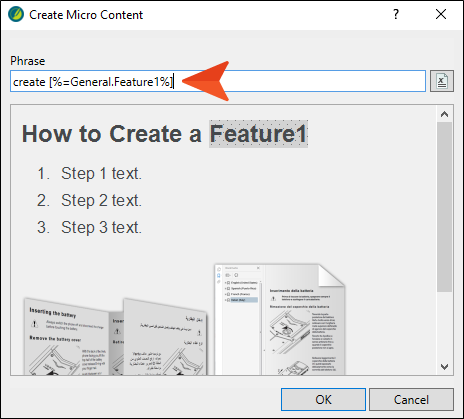 Create Micro Content
Phrase
create [%=General.Feature1%]
How to Create a Feature1
1. Step 1 text.
2. Step 2 text.
3. Step 3 text.
Inserting the battery
Remove the battery cover
Inserimento della batteria
Rimozione del coperchio della batteria
OK
Cancel